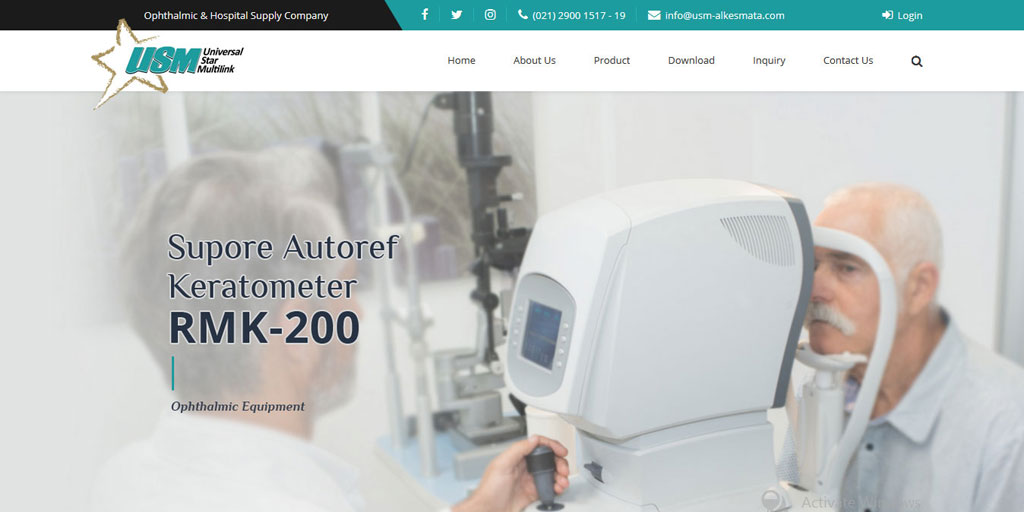 Ophthalmic & Hospital Supply Company
(021) 2900 1517 - 19
info@usm-alkesmata.com
Login
USM Universal
Star
Multilink
Home About Us Product Download Inquiry Contact Us
Supore Autoref
Keratometer
RMK-200
Ophthalmic Equipment
Activate Windows